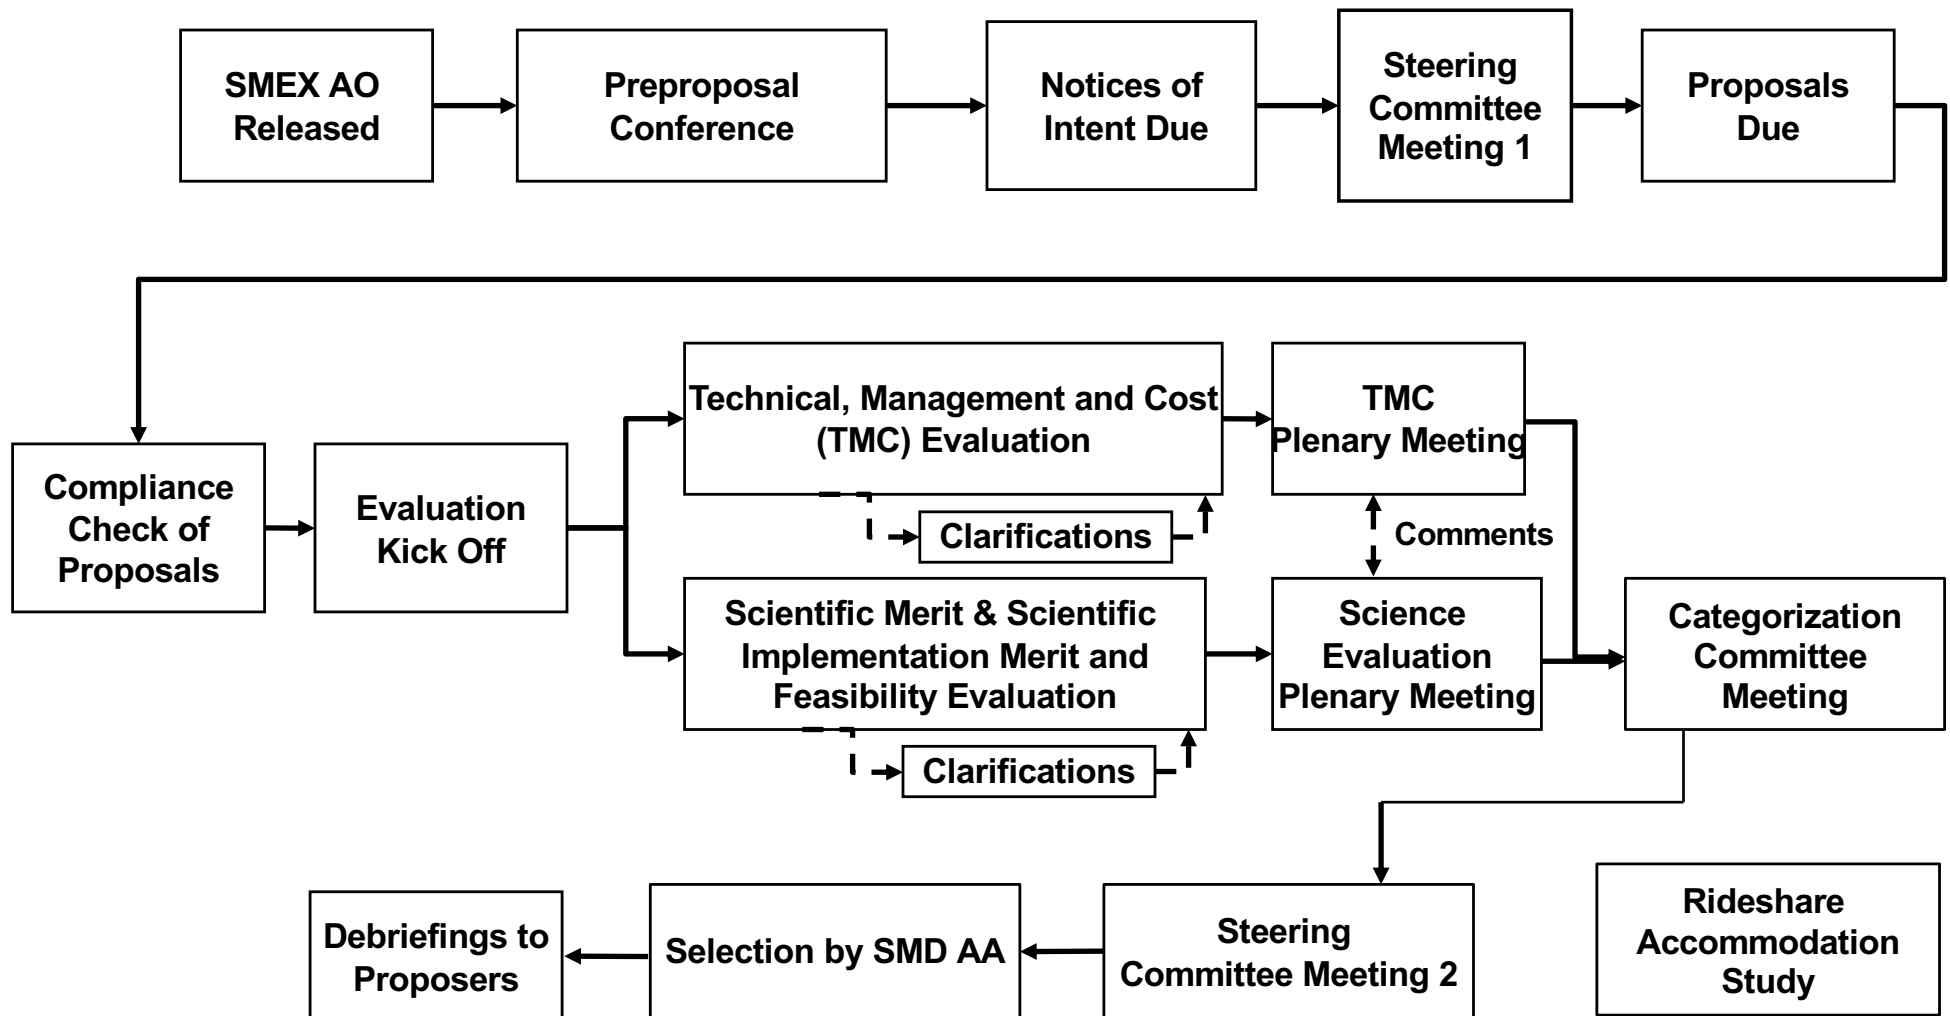 SMEX AO
Released
Preproposal
Conference
Notices of
Intent Due
Steering
Committee
Meeting 1
Proposals
Due
Compliance
Check of
Proposals
Evaluation
Kick Off
Technical, Management and Cost
(TMC) Evaluation
Clarifications
TMC
Plenary Meeting
Comments
Scientific Merit & Scientific
Implementation Merit and
Feasibility Evaluation
Clarifications
Science
Evaluation
Plenary Meeting
Categorization
Committee
Meeting
Debriefings to
Proposers
Selection by SMD AA
Steering
Committee Meeting 2
Rideshare
Accommodation
Study